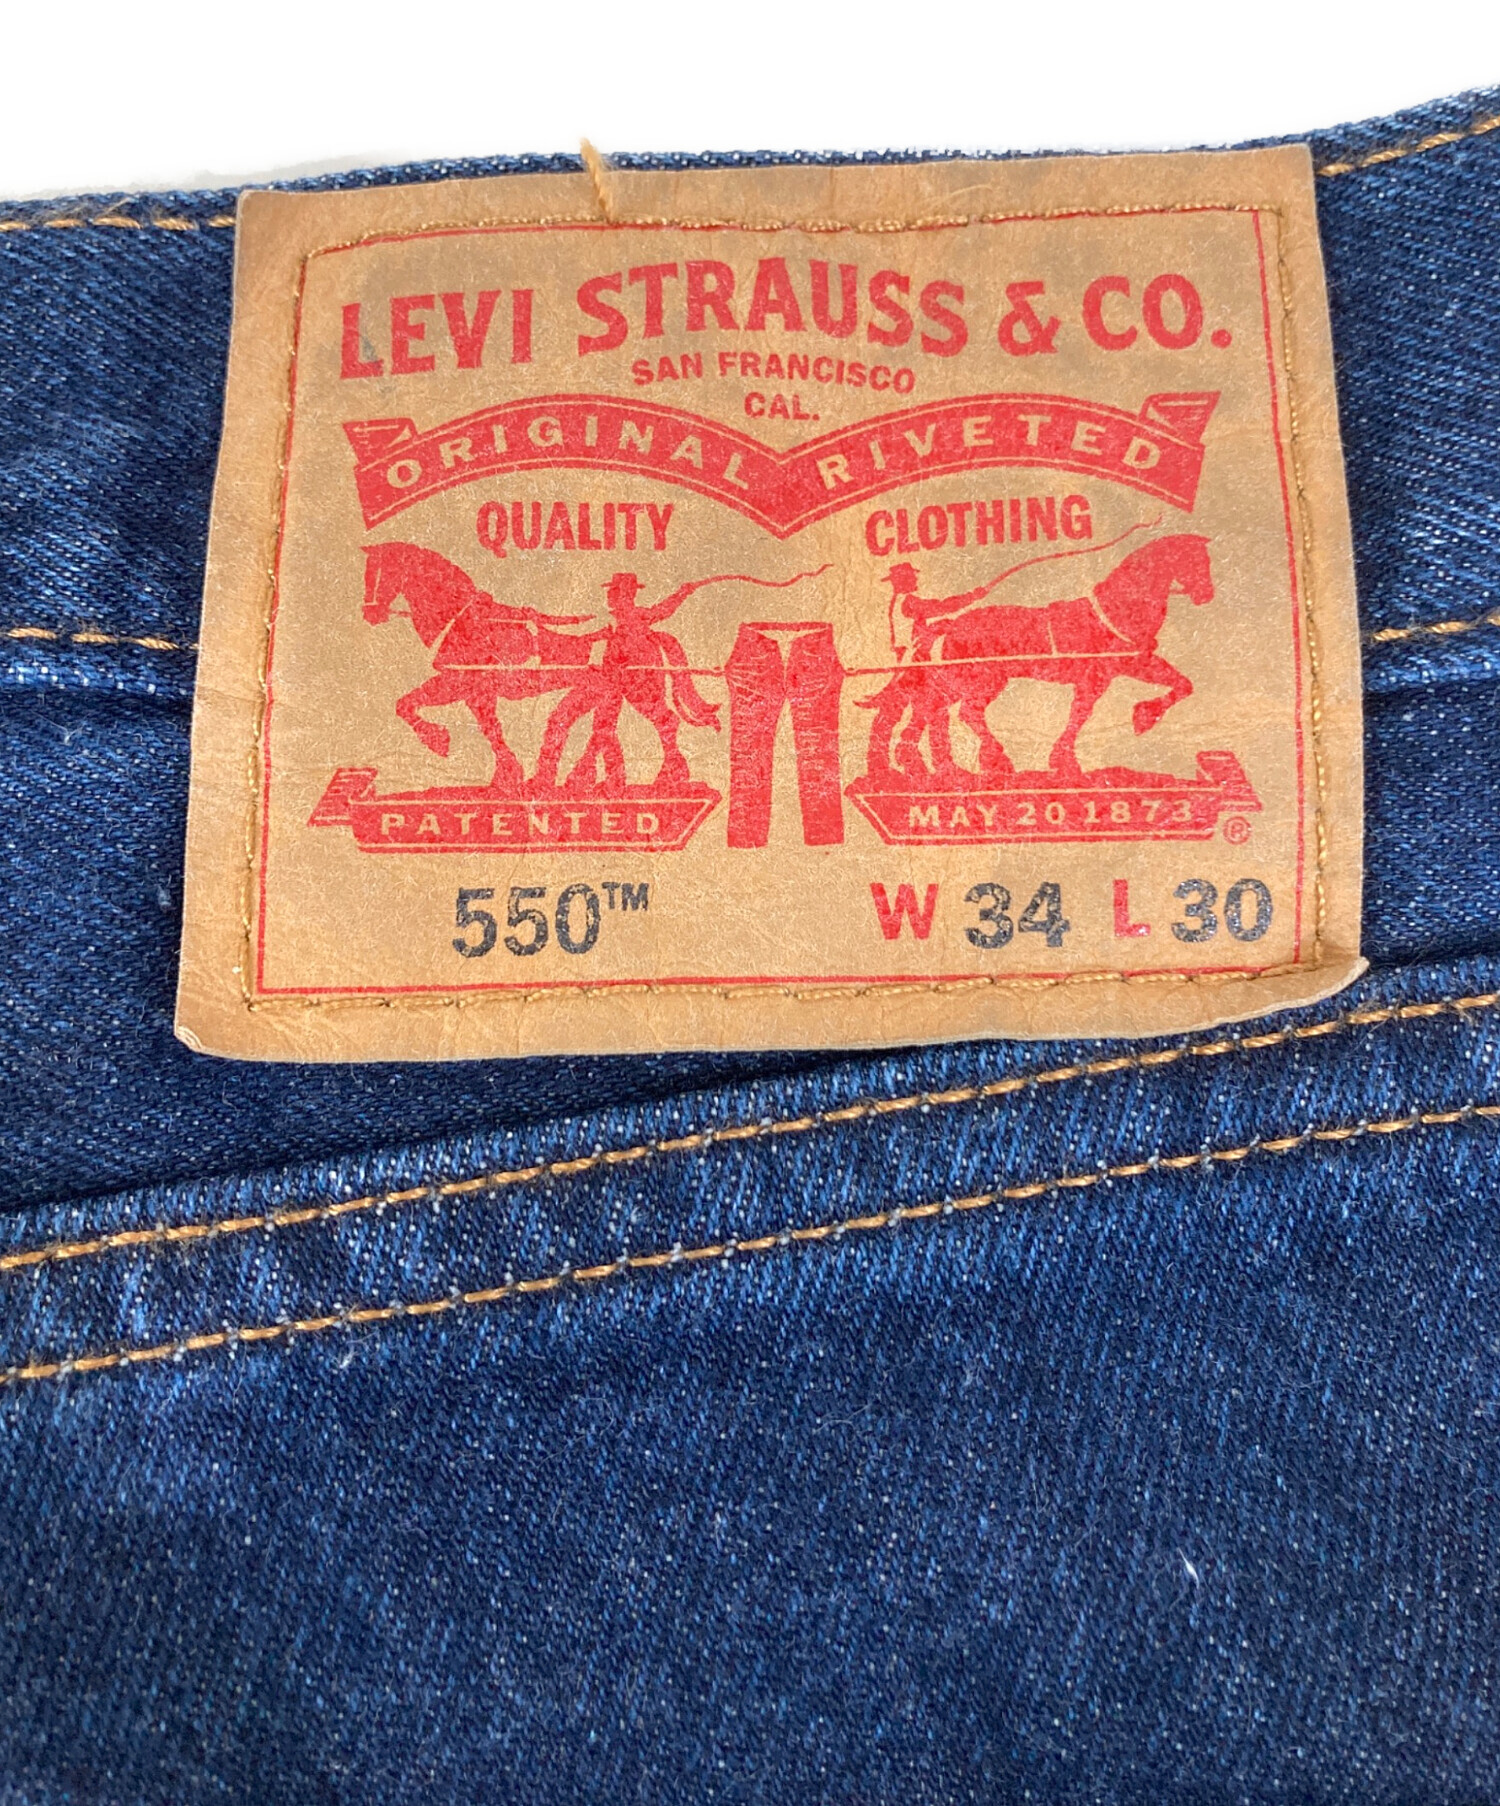 LEVI STRAUSS & CO.
SAN FRANCISCO
CAL.
ORIGINAL RIVETED
QUALITY CLOTHING
PATENTED MAY 20 1873 ®
550™ W 34 L 30